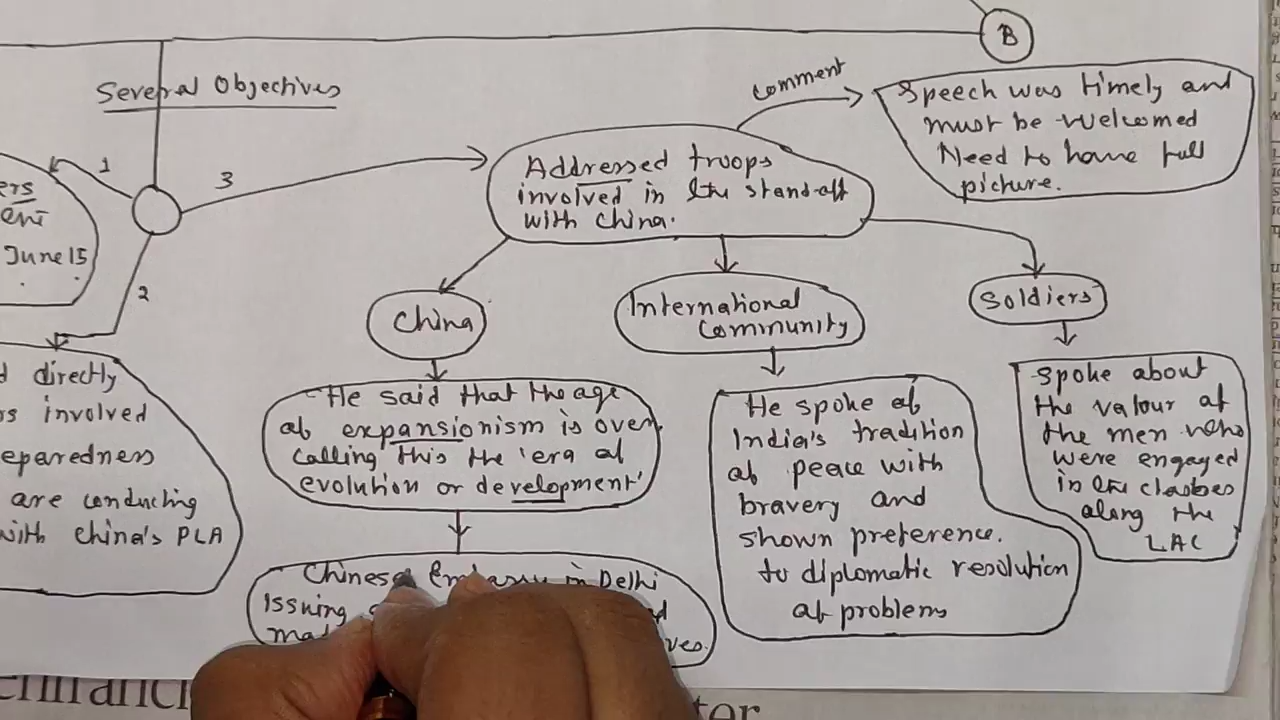 B
Several Objectives
comment
Speech was timely and
must be welcomed
Need to have full
picture.
1
3
2
ers
ent
June 15
Addressed troops
involved in the stand-off
with China.
China
International
Community
Soldiers
d directly
rs involved
eparedness
are conducting
with China's PLA
He said that the age
of expansionism is over
calling this the 'era of
evolution or development'
Chinese Embassy in Delhi
Issuing
ves.
He spoke of
India's tradition
of peace with
bravery and
shown preference.
to diplomatic resolution
of problems
Spoke about
the valour of
the men who
were engaged
in the clashes
along the
LAC